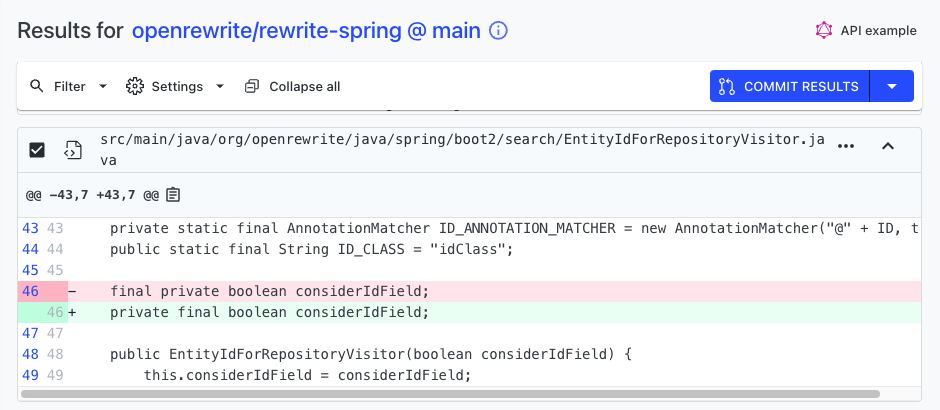 Results for openrewrite/rewrite-spring @ main
API example
Filter
Settings
Collapse all
COMMIT RESULTS
src/main/java/org/openrewrite/java/spring/boot2/search/EntityIdForRepositoryVisitor.ja
va
@@ -43,7 +43,7 @@
43 43 private static final AnnotationMatcher ID_ANNOTATION_MATCHER = new AnnotationMatcher("@" + ID, t
44 44 public static final String ID_CLASS = "idClass";
45 45
46 - final private boolean considerIdField;
46 + private final boolean considerIdField;
47 47
48 48 public EntityIdForRepositoryVisitor(boolean considerIdField) {
49 49 this.considerIdField = considerIdField;